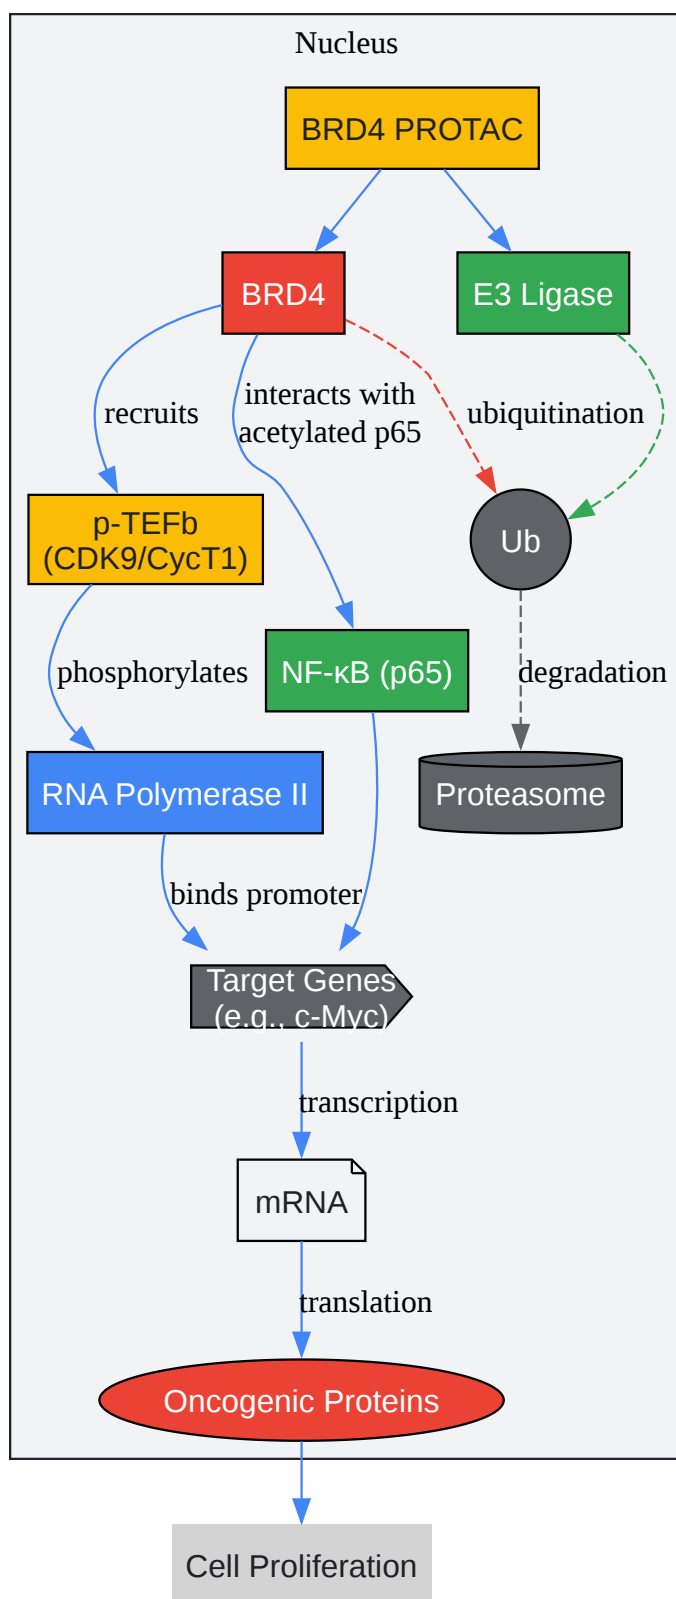 Nucleus
BRD4 PROTAC
BRD4
E3 Ligase
interacts with
acetylated p65
recruits
ubiquitination
p-TEFb
(CDK9/CycT1)
Ub
phosphorylates
NF-κB (p65)
degradation
RNA Polymerase II
Proteasome
binds promoter
Target Genes
(e.g., c-Myc)
transcription
mRNA
translation
Oncogenic Proteins
Cell Proliferation